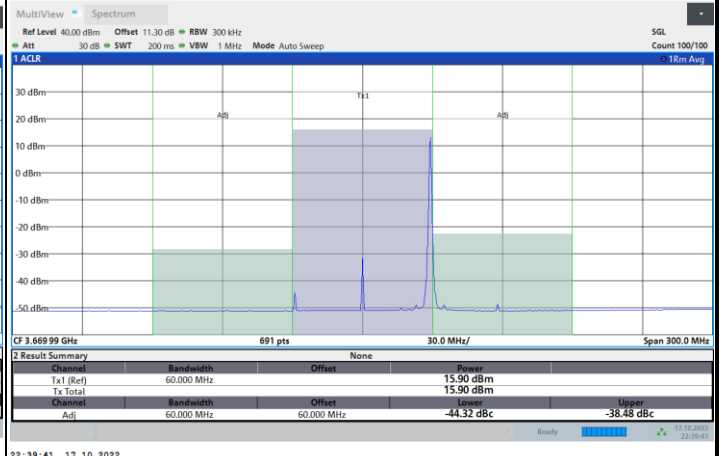 MultiView Spectrum
Ref Level 40.00 dBm Offset 11.30 dB RBW 300 kHz SGL
Att 30 dB SWT 200 ms VBW 1 MHz Mode Auto Sweep Count 100/100
1 ACLR 1Rm Avg
30 dBm
Tx1
20 dBm Adj Adj
10 dBm
0 dBm
-10 dBm
-20 dBm
-30 dBm
-40 dBm
-50 dBm
CF 3.669 99 GHz 691 pts 30.0 MHz/ Span 300.0 MHz
2 Result Summary None
Channel Bandwidth Offset Power
Tx1 (Ref) 60.000 MHz 15.90 dBm
Tx Total 15.90 dBm
Channel Bandwidth Offset Lower Upper
Adj 60.000 MHz 60.000 MHz -44.32 dBc -38.48 dBc
Ready 17.10.2022
22:39:41
22:39:41 17.10.2022